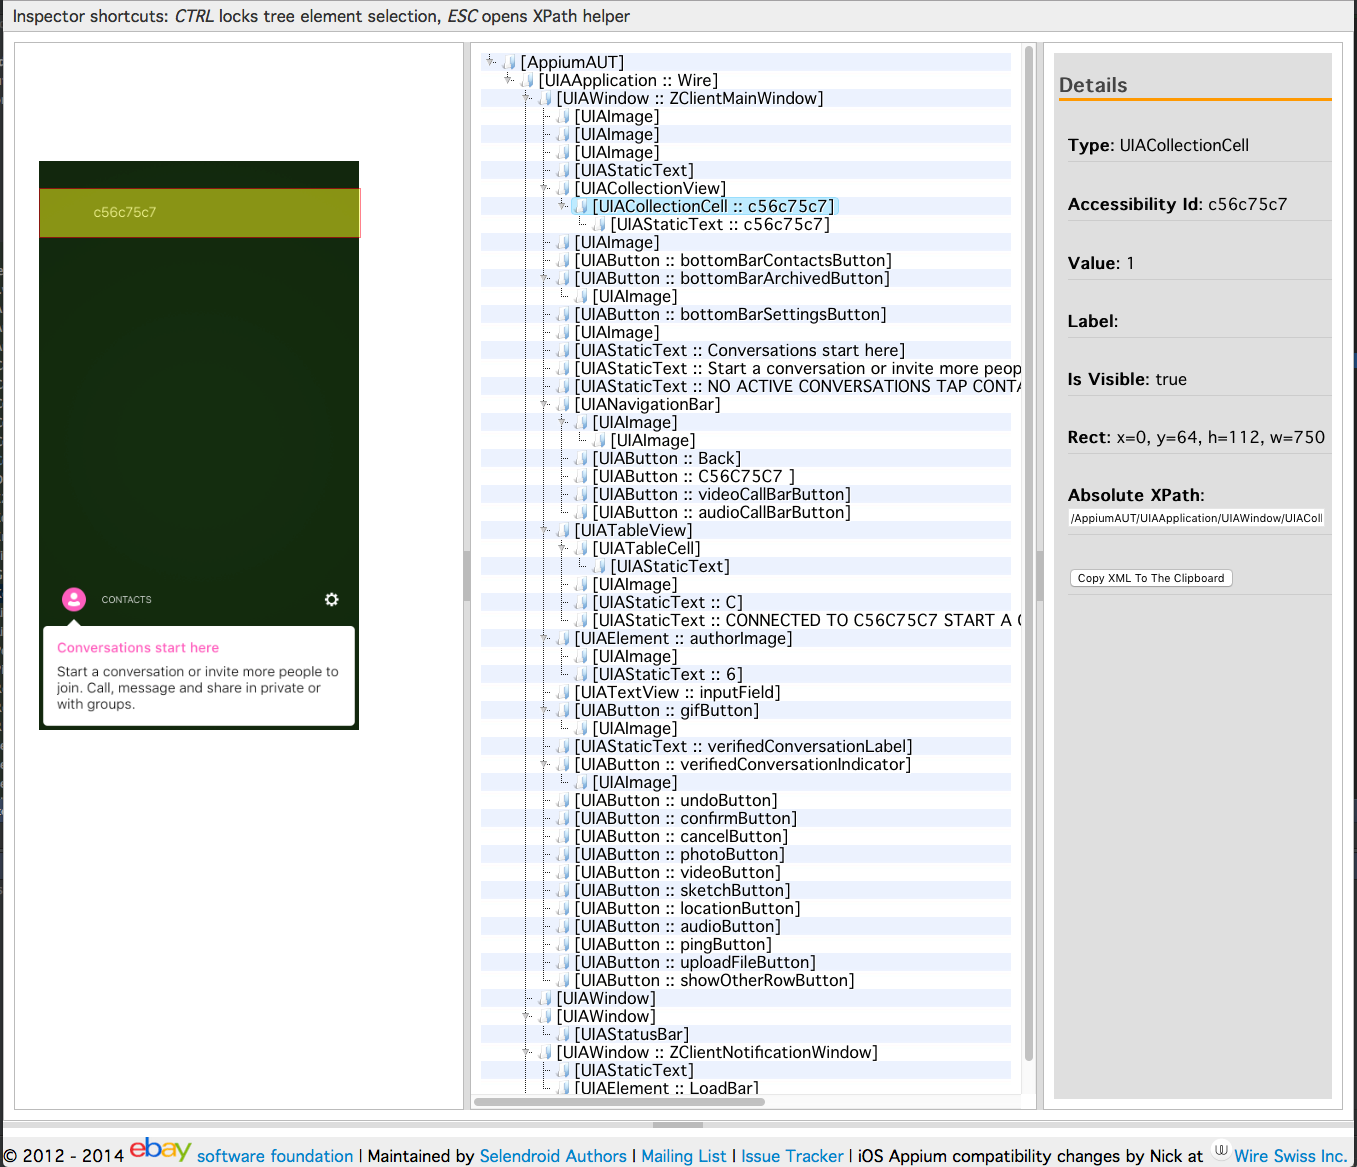 Inspector shortcuts: CTRL locks tree element selection, ESC opens XPath helper
c56c75c7
CONTACTS
Conversations start here
Start a conversation or invite more people to
join. Call, message and share in private or
with groups.
[AppiumAUT]
[UIAApplication :: Wire]
[UIAWindow :: ZClientMainWindow]
[UIAImage]
[UIAImage]
[UIAImage]
[UIAStaticText]
[UIACollectionView]
[UIACollectionCell :: c56c75c7]
[UIAStaticText :: c56c75c7]
[UIAImage]
[UIAButton :: bottomBarContactsButton]
[UIAButton :: bottomBarArchivedButton]
[UIAImage]
[UIAButton :: bottomBarSettingsButton]
[UIAImage]
[UIAStaticText :: Conversations start here]
[UIAStaticText :: Start a conversation or invite more peop
[UIAStaticText :: NO ACTIVE CONVERSATIONS TAP CONTA
[UIANavigationBar]
[UIAImage]
[UIAImage]
[UIAButton :: Back]
[UIAButton :: C56C75C7 ]
[UIAButton :: videoCallBarButton]
[UIAButton :: audioCallBarButton]
[UIATableView]
[UIATableCell]
[UIAStaticText]
[UIAImage]
[UIAStaticText :: C]
[UIAStaticText :: CONNECTED TO C56C75C7 START A C
[UIAElement :: authorImage]
[UIAImage]
[UIAStaticText :: 6]
[UIATextView :: inputField]
[UIAButton :: gifButton]
[UIAImage]
[UIAStaticText :: verifiedConversationLabel]
[UIAButton :: verifiedConversationIndicator]
[UIAImage]
[UIAButton :: undoButton]
[UIAButton :: confirmButton]
[UIAButton :: cancelButton]
[UIAButton :: photoButton]
[UIAButton :: videoButton]
[UIAButton :: sketchButton]
[UIAButton :: locationButton]
[UIAButton :: audioButton]
[UIAButton :: pingButton]
[UIAButton :: uploadFileButton]
[UIAButton :: showOtherRowButton]
[UIAWindow]
[UIAWindow]
[UIAStatusBar]
[UIAWindow :: ZClientNotificationWindow]
[UIAStaticText]
[UIAElement :: LoadBar]
Details
Type: UIACollectionCell
Accessibility Id: c56c75c7
Value: 1
Label:
Is Visible: true
Rect: x=0, y=64, h=112, w=750
Absolute XPath:
/AppiumAUT/UIAApplication/UIAWindow/UIAColl
Copy XML To The Clipboard
© 2012 - 2014 ebay software foundation | Maintained by Selendroid Authors | Mailing List | Issue Tracker | iOS Appium compatibility changes by Nick at W Wire Swiss Inc.